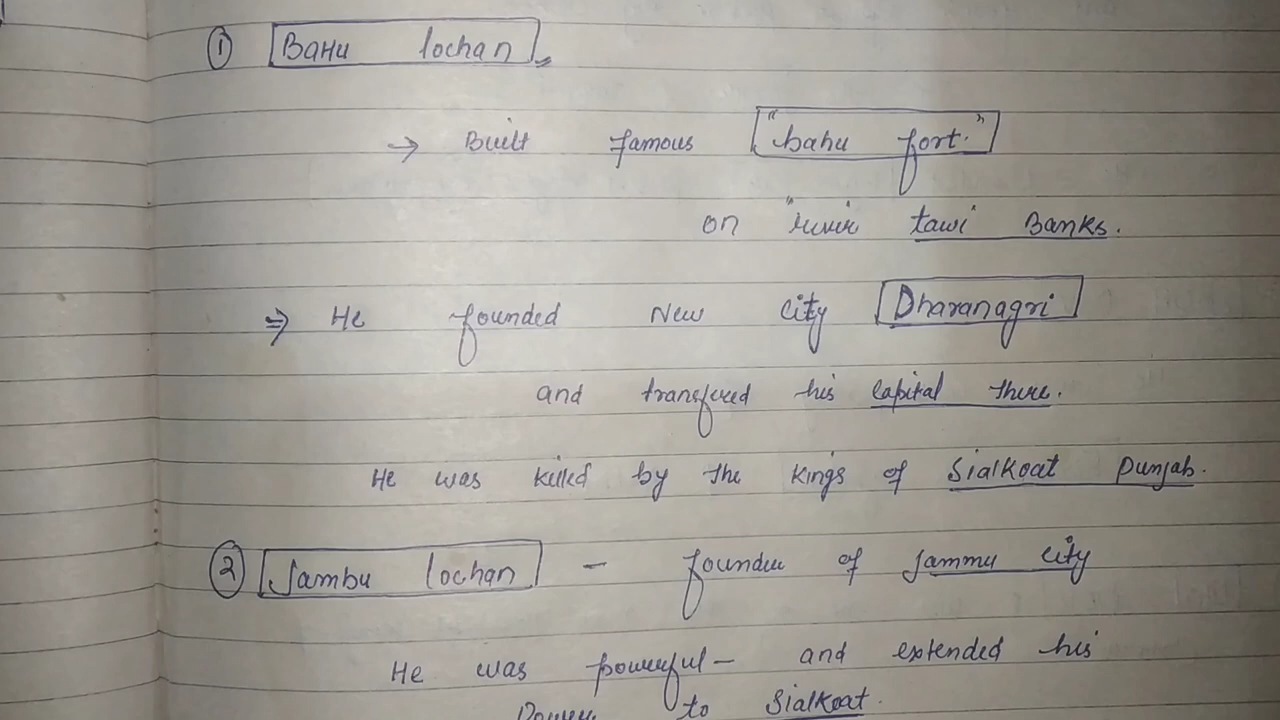 ① Bahu lochan
→ Built famous "bahu fort."
on "river tawi Banks.
⇒ He founded New City Dharanagri
and transfered his capital there.
He was killed by the kings of Sialkoat Punjab.
② Jambu lochan – founder of Jammu City
He was powerful – and extended his
Power to Sialkoat.